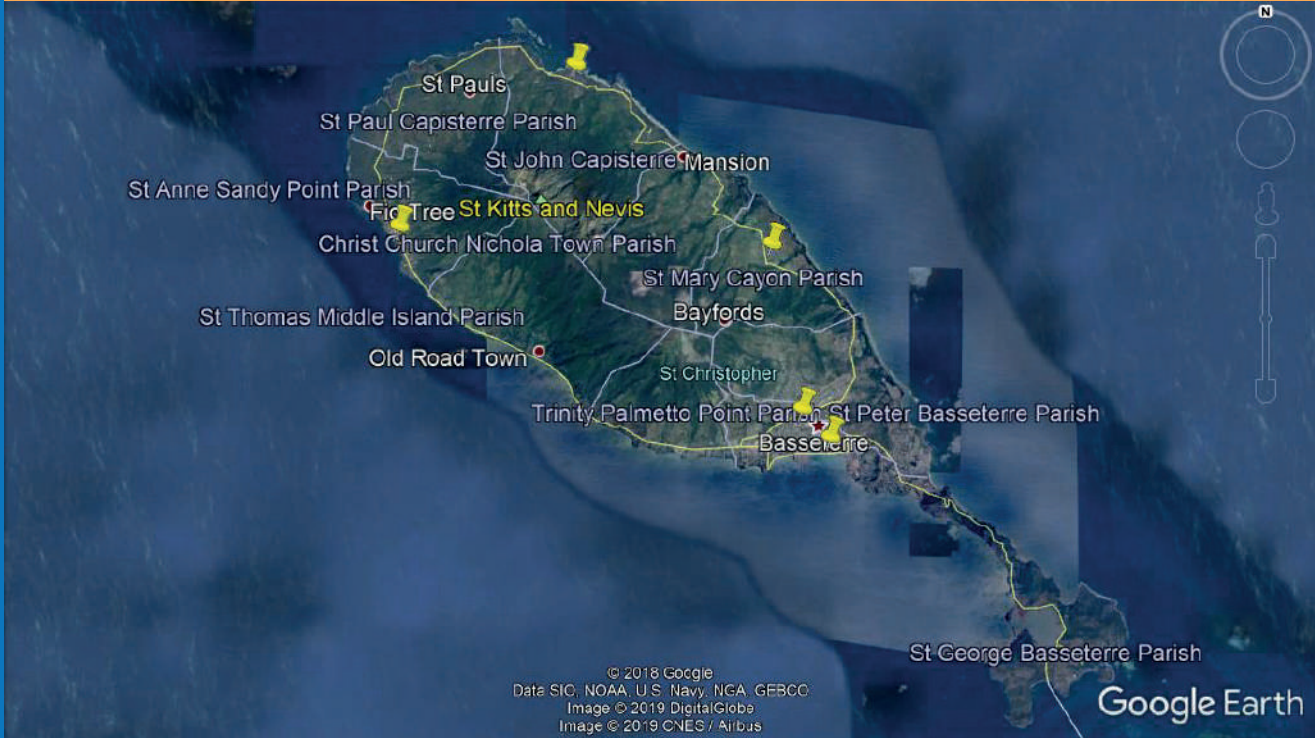 N
St Pauls
St Paul Capisterre Parish
St John Capisterre
Mansion
St Anne Sandy Point Parish
Fig Tree
St Kitts and Nevis
Christ Church Nichola Town Parish
St Mary Cayon Parish
St Thomas Middle Island Parish
Bayfords
Old Road Town
St Christopher
Trinity Palmetto Point Parish
St Peter Basseterre Parish
Basseterre
St George Basseterre Parish
© 2018 Google
Data SIO, NOAA, U.S. Navy, NGA, GEBCO
Image © 2019 DigitalGlobe
Image © 2019 CNES / Airbus
Google Earth